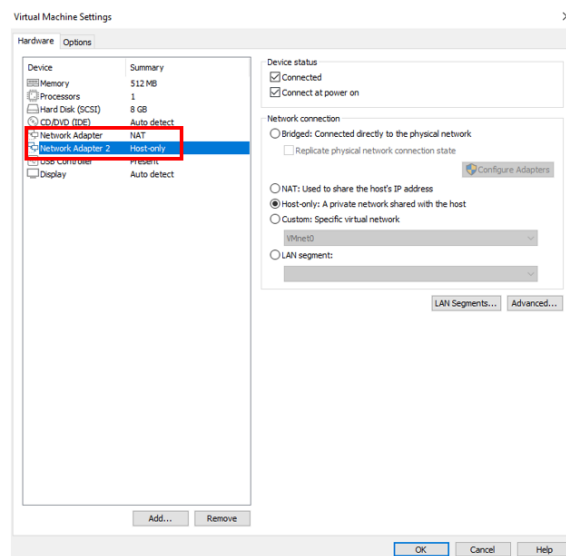 Virtual Machine Settings
Hardware Options
Device Summary
Memory 512 MB
Processors 1
Hard Disk (SCSI) 8 GB
CD/DVD (IDE) Auto detect
Network Adapter NAT
Network Adapter 2 Host-only
USB Controller Present
Display Auto detect
Add... Remove
Device status
Connected
Connect at power on
Network connection
Bridged: Connected directly to the physical network
Replicate physical network connection state
Configure Adapters
NAT: Used to share the host's IP address
Host-only: A private network shared with the host
Custom: Specific virtual network
VMnet0
LAN segment:
LAN Segments... Advanced...
OK Cancel Help